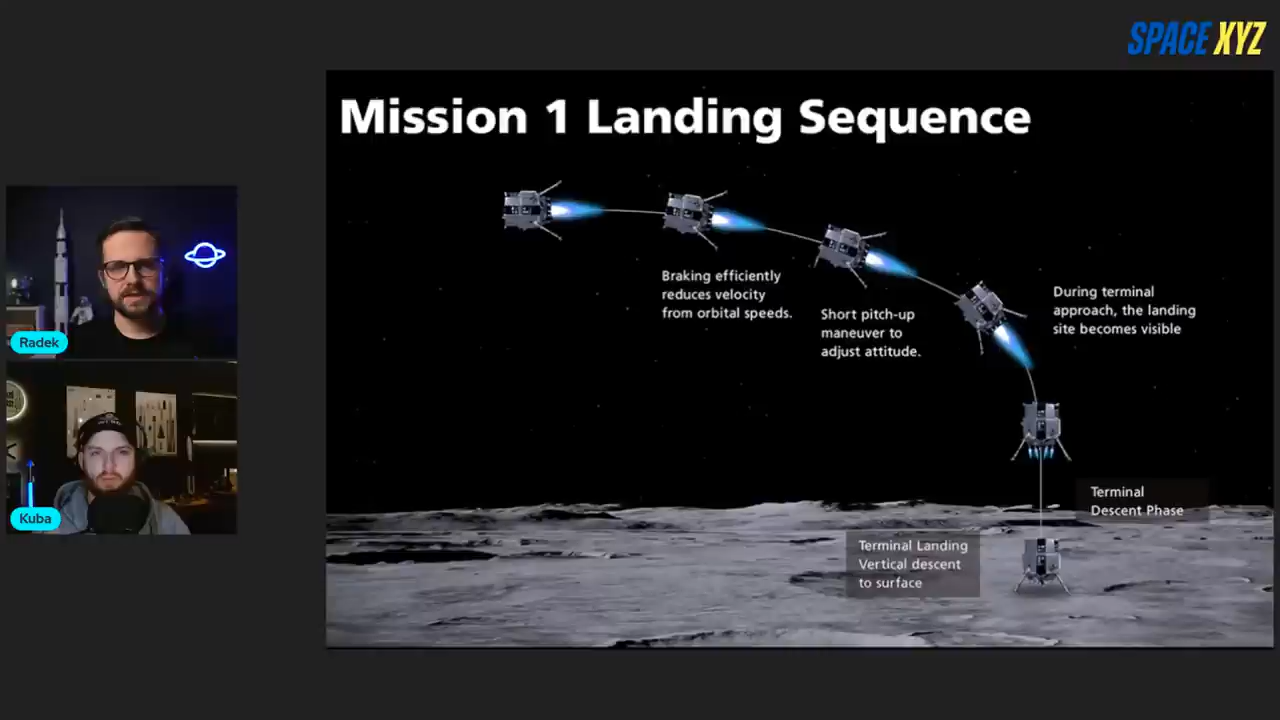 SPACE XYZ
Mission 1 Landing Sequence
Braking efficiently
reduces velocity
from orbital speeds.
Short pitch-up
maneuver to
adjust attitude.
During terminal
approach, the landing
site becomes visible
Terminal
Descent Phase
Terminal Landing
Vertical descent
to surface
Radek
Kuba